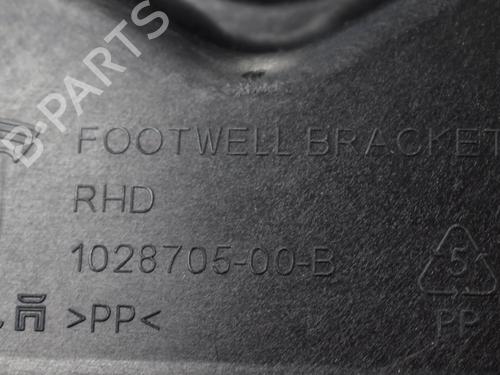 B-PARTS
FOOTWELL BRACKET
RHD
1028705-00-B
>PP<
5
PP